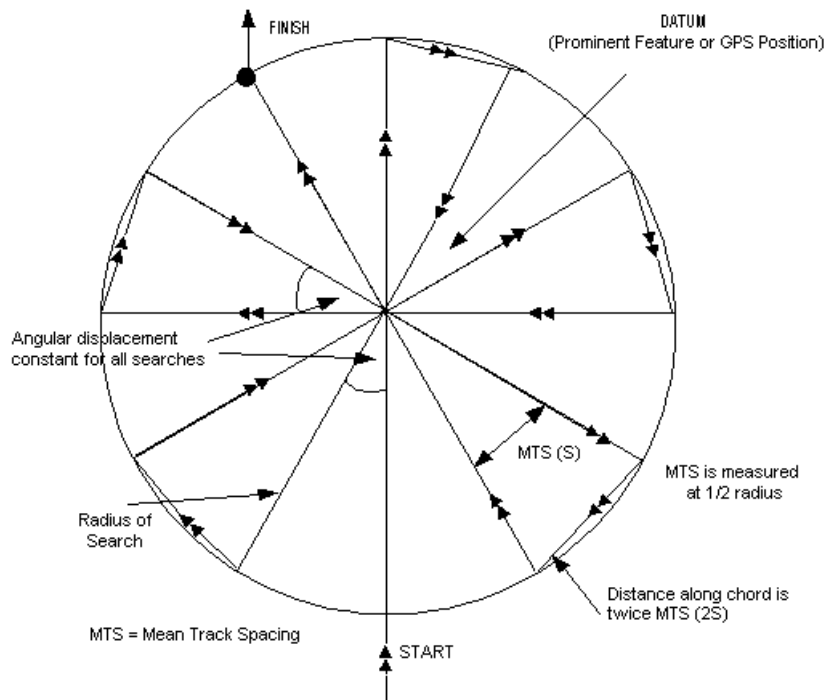 FINISH
DATUM
(Prominent Feature or GPS Position)
Angular displacement
constant for all searches
MTS (S)
MTS is measured
at 1/2 radius
Radius of
Search
Distance along chord is
twice MTS (2S)
MTS = Mean Track Spacing
START